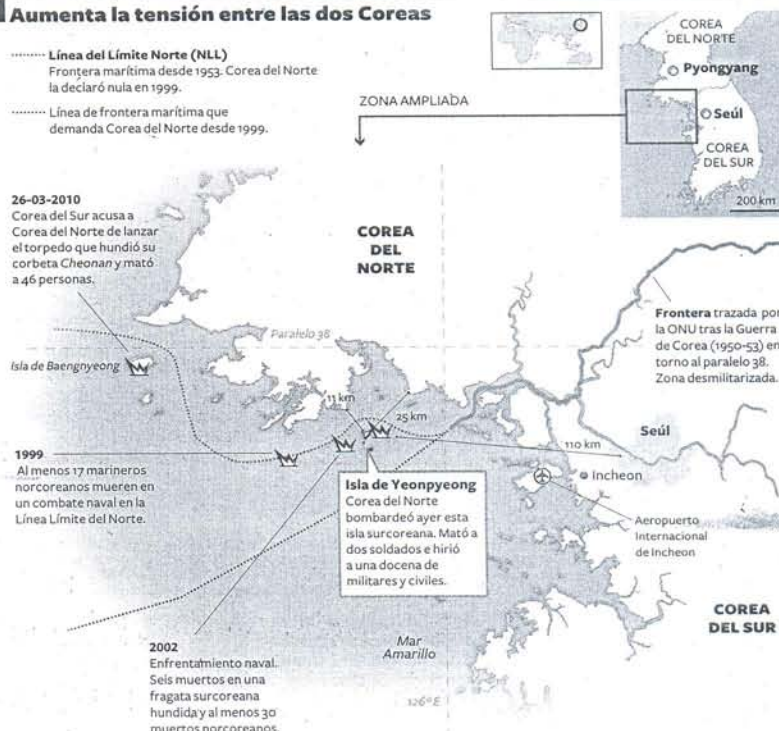 Aumenta la tensión entre las dos Coreas
Línea del Límite Norte (NLL)
Frontera marítima desde 1953. Corea del Norte
la declaró nula en 1999.
Línea de frontera marítima que
demanda Corea del Norte desde 1999.
ZONA AMPLIADA
COREA
DEL NORTE
Pyongyang
Seúl
COREA
DEL SUR
200 km
26-03-2010
Corea del Sur acusa a
Corea del Norte de lanzar
el torpedo que hundió su
corbeta Cheonan y mató
a 46 personas.
COREA
DEL
NORTE
Frontera trazada por
la ONU tras la Guerra
de Corea (1950-53) en
torno al paralelo 38.
Zona desmilitarizada.
Paralelo 38
Isla de Baengnyeong
11 km
25 km
110 km
Seúl
1999
Al menos 17 marineros
norcoreanos mueren en
un combate naval en la
Línea Límite del Norte.
Isla de Yeonpyeong
Corea del Norte
bombardeó ayer esta
isla surcoreana. Mató a
dos soldados e hirió
a una docena de
militares y civiles.
Incheon
Aeropuerto
Internacional
de Incheon
COREA
DEL SUR
2002
Enfrentamiento naval.
Seis muertos en una
fragata surcoreana
hundida y al menos 30
muertos norcoreanos.
Mar
Amarillo
126° E